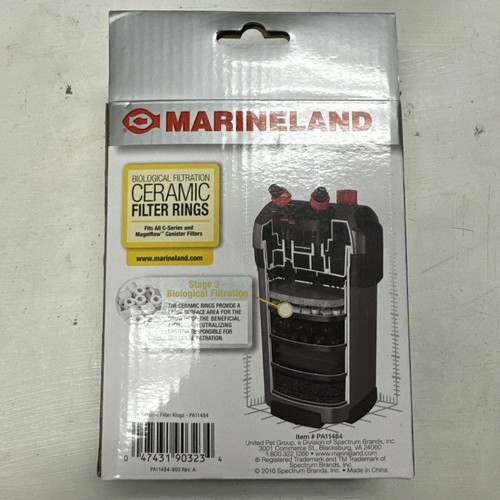 MARINELAND
BIOLOGICAL FILTRATION
CERAMIC
FILTER RINGS
Fits All C-Series and
Magniflow™ Canister Filters
www.marineland.com
Stage 3
Biological Filtration
THE CERAMIC RINGS PROVIDE A
LARGE SURFACE AREA FOR THE
GROWTH OF THE BENEFICIAL
NEUTRALIZING
RESPONSIBLE FOR
FILTRATION.
Filter Rings - PA11484
0 47431 90323 4
PA11484-900 Rev. A
Item # PA11484
United Pet Group, a Division of Spectrum Brands, Inc.
3001 Commerce St., Blacksburg, VA 24060
1.800.322.1266 • www.marineland.com
® Registered Trademark and TM Trademark of
Spectrum Brands, Inc.
© 2016 Spectrum Brands, Inc. • Made in China.